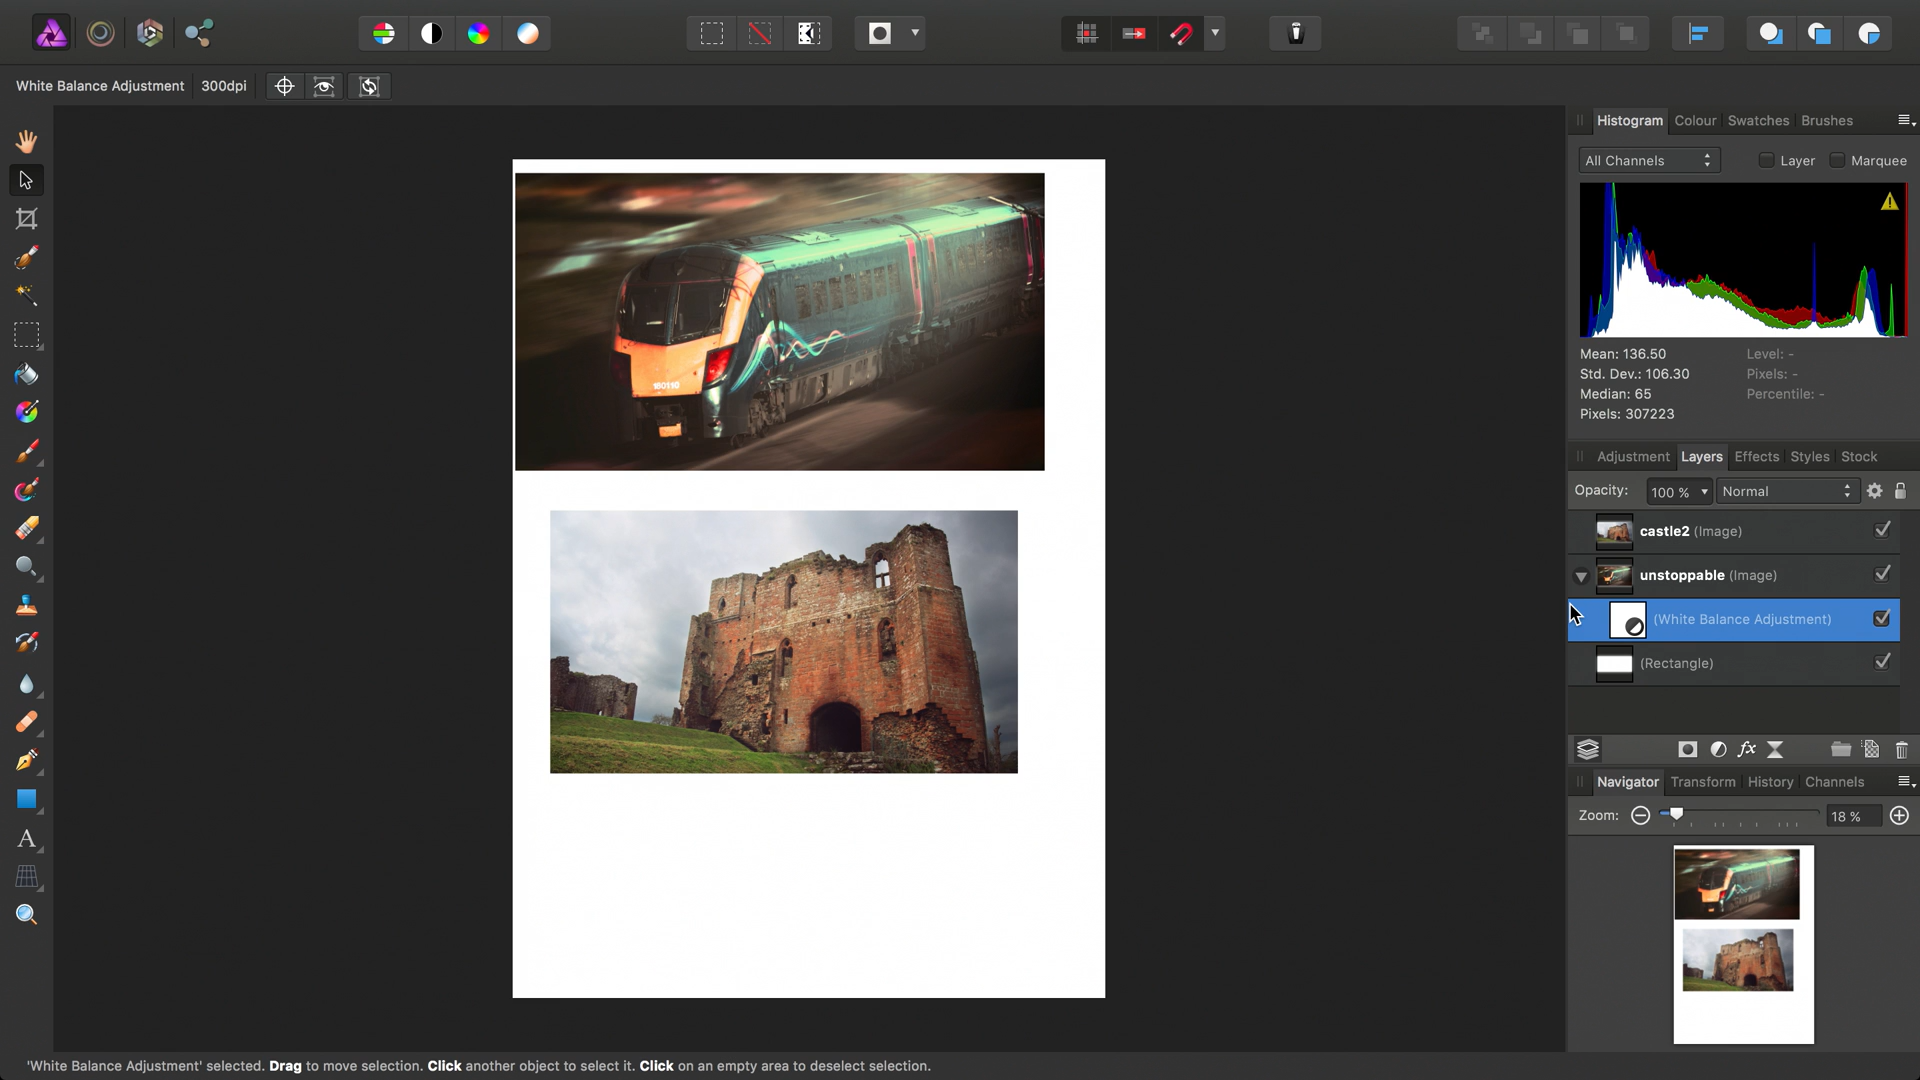 White Balance Adjustment 300dpi
Histogram Colour Swatches Brushes
All Channels Layer Marquee
Mean: 136.50 Level: -
Std. Dev.: 106.30 Pixels: -
Median: 65 Percentile: -
Pixels: 307223
Adjustment Layers Effects Styles Stock
Opacity: 100 % Normal
castle2 (Image)
unstoppable (Image)
(White Balance Adjustment)
(Rectangle)
fx
Navigator Transform History Channels
Zoom: 18 %
A
180110
'White Balance Adjustment' selected. Drag to move selection. Click another object to select it. Click on an empty area to deselect selection.